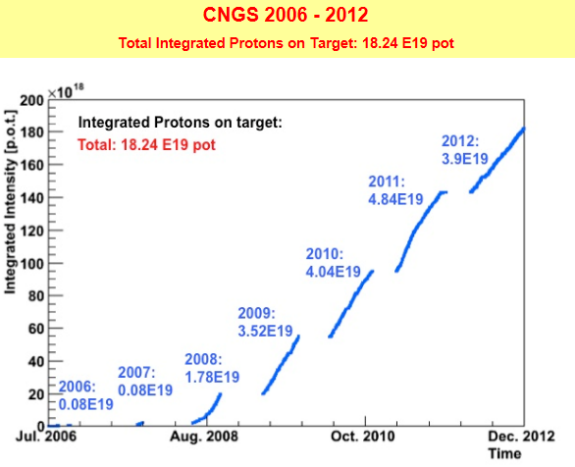 CNGS 2006 - 2012
Total Integrated Protons on Target: 18.24 E19 pot
×10¹⁸
Integrated Protons on target:
Total: 18.24 E19 pot
Integrated Intensity [p.o.t.]
200
180
160
140
120
100
80
60
40
20
0
2006:
0.08E19
2007:
0.08E19
2008:
1.78E19
2009:
3.52E19
2010:
4.04E19
2011:
4.84E19
2012:
3.9E19
Jul. 2006
Aug. 2008
Oct. 2010
Dec. 2012
Time